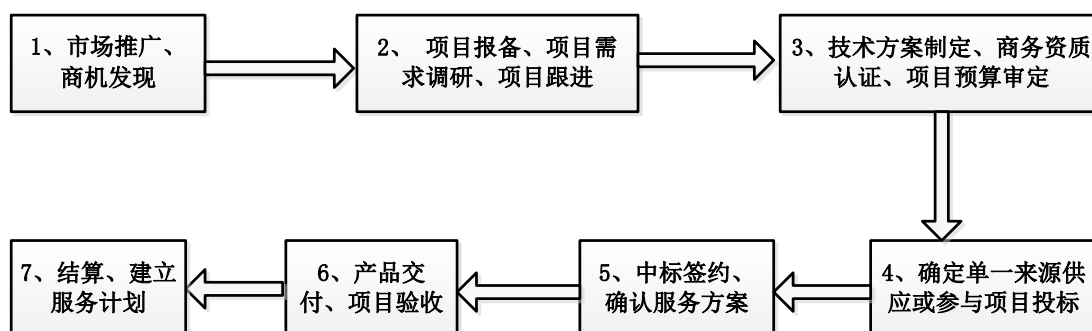 1、市场推广、
商机发现
2、 项目报备、项目需
求调研、项目跟进
3、技术方案制定、商务资质
认证、项目预算审定
4、确定单一来源供
应或参与项目投标
5、中标签约、
确认服务方案
6、产品交
付、项目验收
7、结算、建立
服务计划